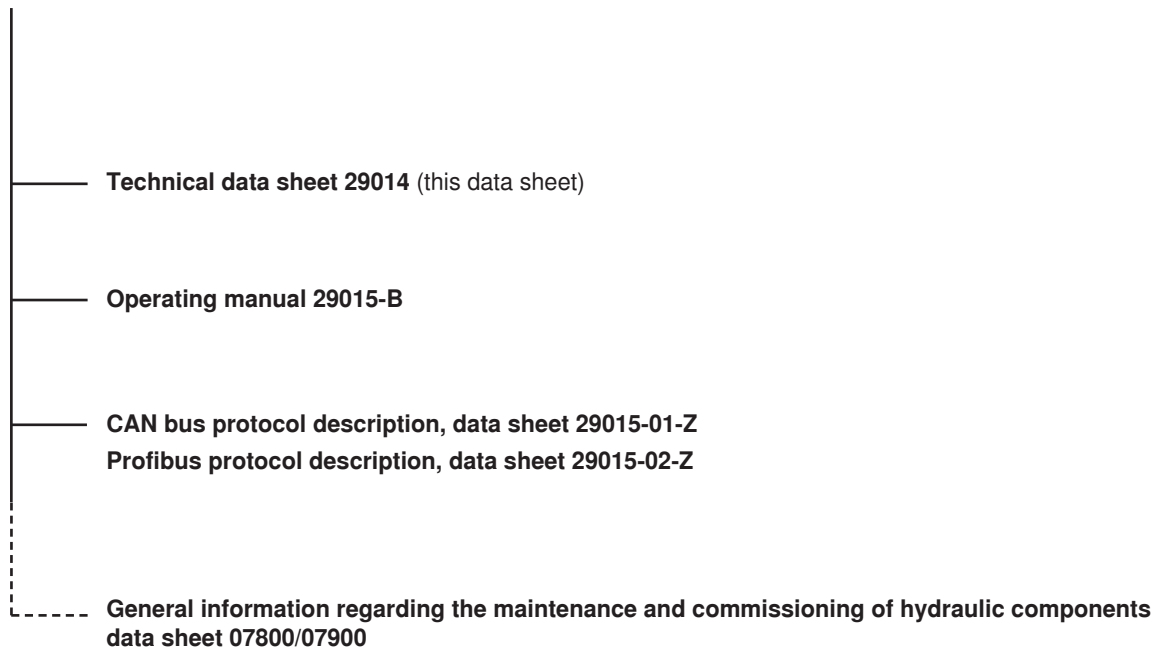 Technical data sheet 29014 (this data sheet)
Operating manual 29015-B
CAN bus protocol description, data sheet 29015-01-Z
Profibus protocol description, data sheet 29015-02-Z
General information regarding the maintenance and commissioning of hydraulic components
data sheet 07800/07900